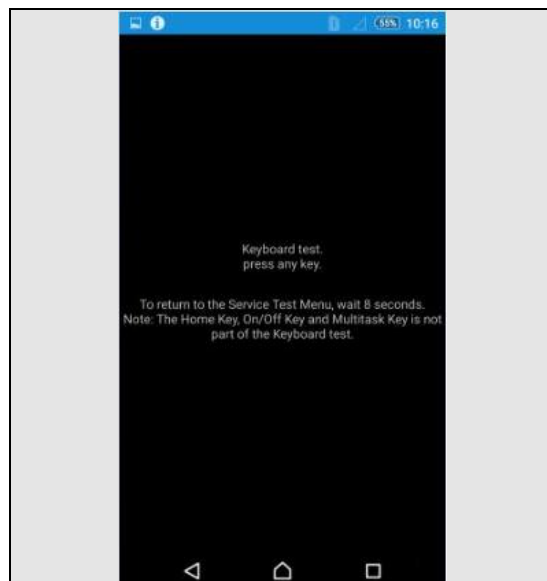 55% 10:16
Keyboard test.
press any key.
To return to the Service Test Menu, wait 8 seconds.
Note: The Home Key, On/Off Key and Multitask Key is not
part of the Keyboard test.